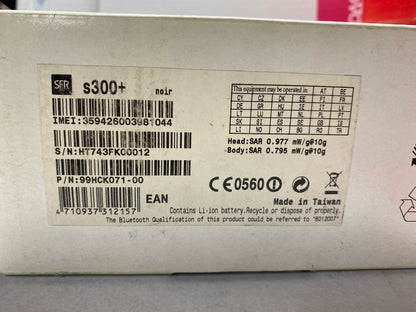 SFR s300+ noir
IMEI:359426003981044
S/N:HT743FK00012
P/N:99HCK071-00
EAN
4 710937 312157
This equipment may be operated in: AT BE
CY CZ DK EE FI FR
DE GR HU IE IT LV
LT LU MT NL PL PT
SK SI ES SE GB IS
LI NO CH BG RO TR
Head:SAR 0.977 mW/g@10g
Body:SAR 0.795 mW/g@10g
CE0560
Made in Taiwan
Contains Li-ion battery.Recycle or dispose of properly.
The Bluetooth Qualification of this product could be referred to "B012007"